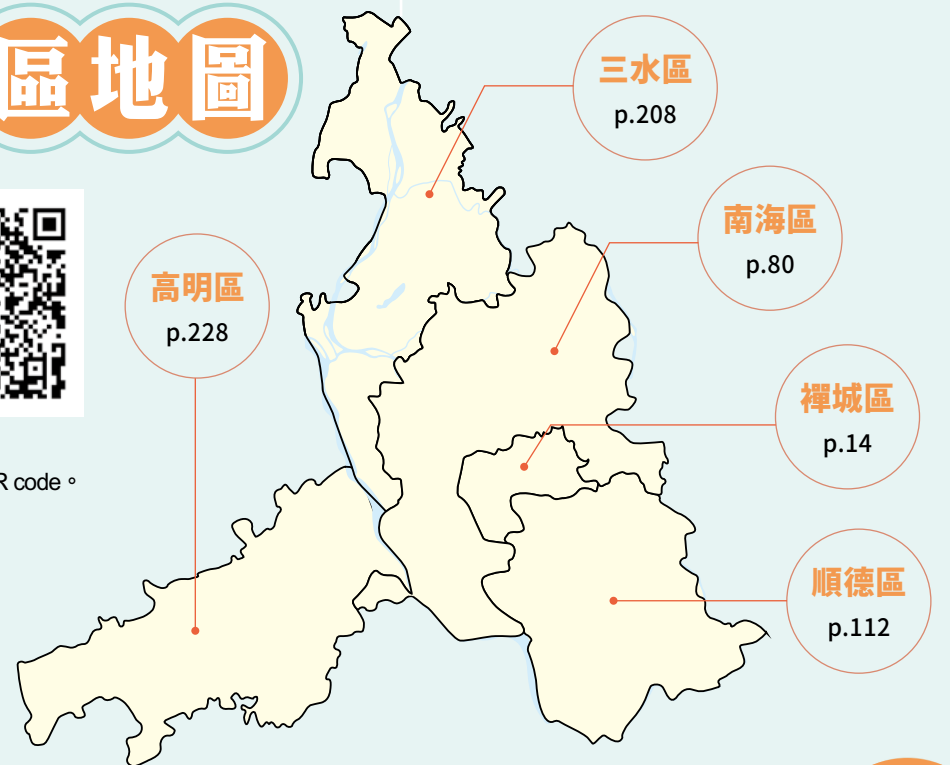 區地圖
三水區
p.208
南海區
p.80
高明區
p.228
禪城區
p.14
R code。
順德區
p.112